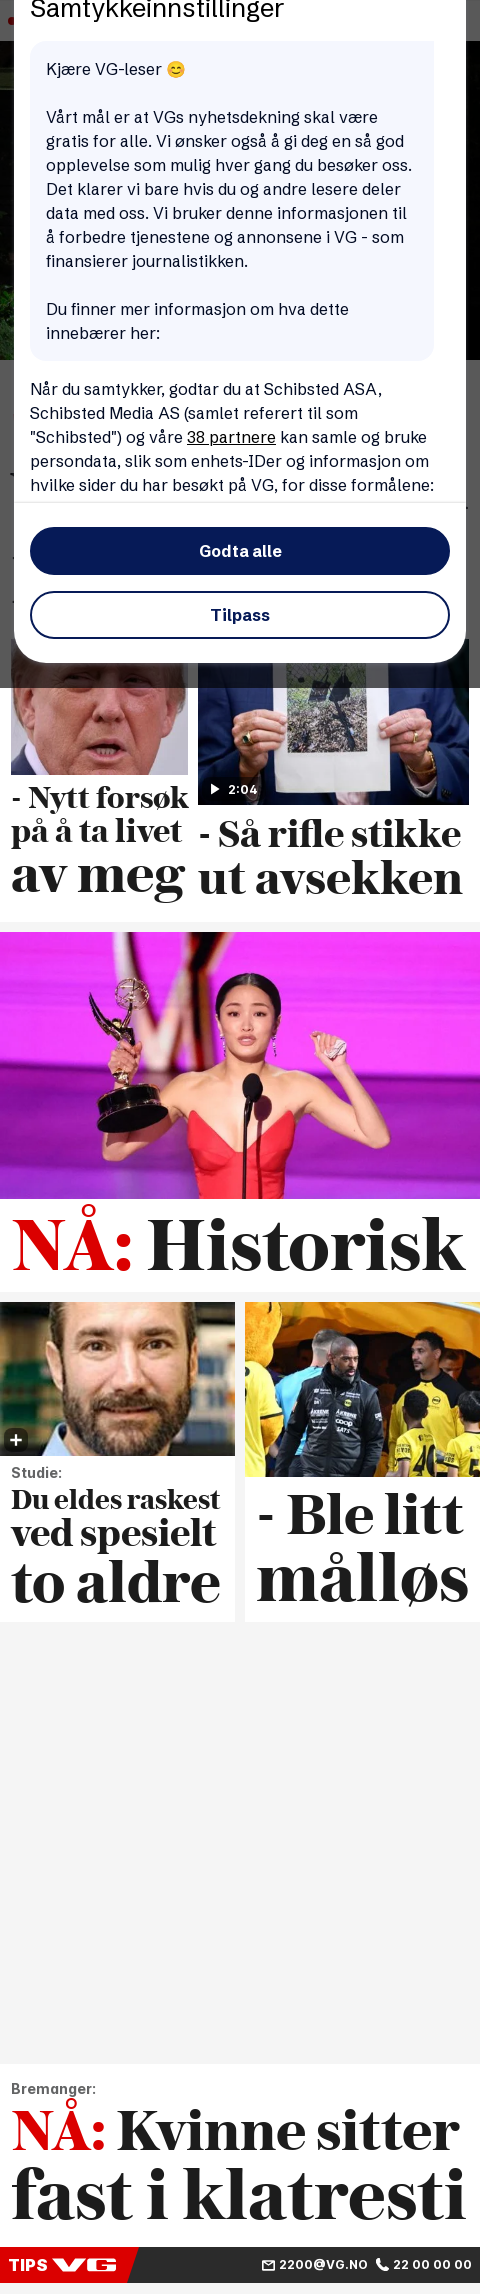 Samtykkeinnstillinger
Kjære VG-leser 😊
Vårt mål er at VGs nyhetsdekning skal være
gratis for alle. Vi ønsker også å gi deg en så god
opplevelse som mulig hver gang du besøker oss.
Det klarer vi bare hvis du og andre lesere deler
data med oss. Vi bruker denne informasjonen til
å forbedre tjenestene og annonsene i VG - som
finansierer journalistikken.
Du finner mer informasjon om hva dette
innebærer her:
Når du samtykker, godtar du at Schibsted ASA,
Schibsted Media AS (samlet referert til som
"Schibsted") og våre 38 partnere kan samle og bruke
persondata, slik som enhets-IDer og informasjon om
hvilke sider du har besøkt på VG, for disse formålene:
Godta alle
Tilpass
- Nytt forsøk
på å ta livet
av meg
2:04
- Så rifle stikke
ut avsekken
NÅ: Historisk
Studie:
Du eldes raskest
ved spesielt
to aldre
- Ble litt
målløs
Bremanger:
NÅ: Kvinne sitter
fast i klatresti
TIPS VG
2200@VG.NO
22 00 00 00